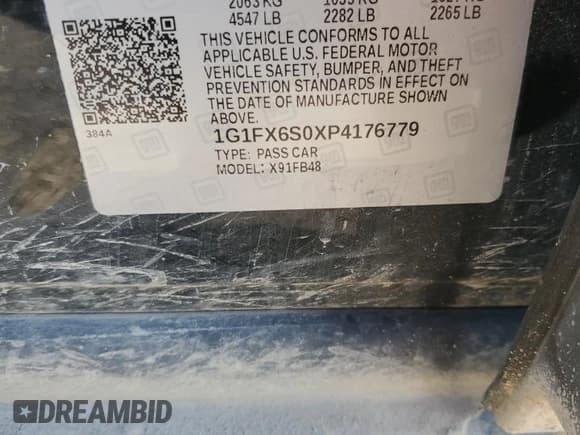 4547 LB 2282 LB 2265 LB
THIS VEHICLE CONFORMS TO ALL
APPLICABLE U.S. FEDERAL MOTOR
VEHICLE SAFETY, BUMPER, AND THEFT
PREVENTION STANDARDS IN EFFECT ON
THE DATE OF MANUFACTURE SHOWN
ABOVE.
384A
1G1FX6S0XP4176779
TYPE: PASS CAR
MODEL: X91FB48
DREAMBID